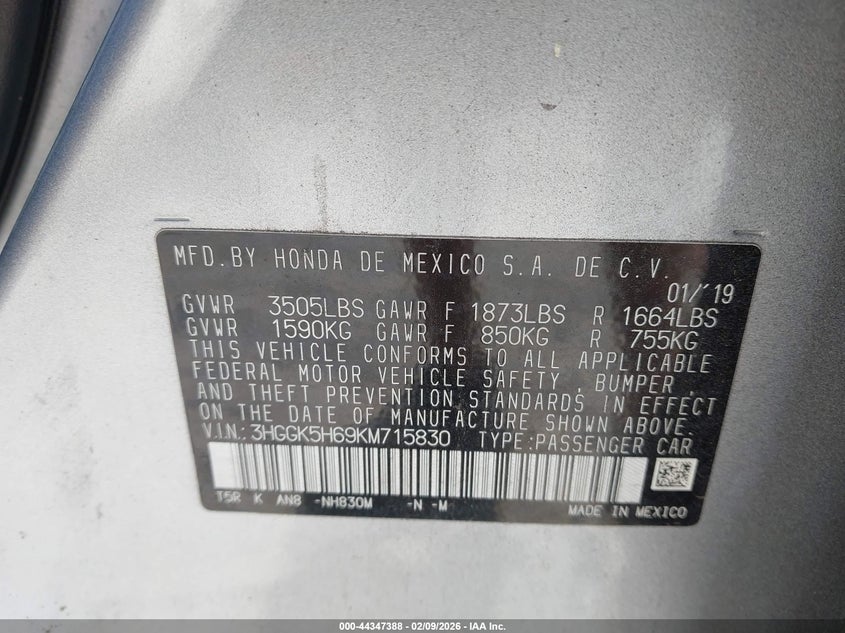 MFD. BY HONDA DE MEXICO S.A. DE C.V.
01/'19
GVWR 3505LBS GAWR F 1873LBS R 1664LBS
GVWR 1590KG GAWR F 850KG R 755KG
THIS VEHICLE CONFORMS TO ALL APPLICABLE
FEDERAL MOTOR VEHICLE SAFETY, BUMPER,
AND THEFT PREVENTION STANDARDS IN EFFECT
ON THE DATE OF MANUFACTURE SHOWN ABOVE.
V.I.N.: 3HGGK5H69KM715830 TYPE:PASSENGER CAR
T5R K AN8 -NH830M -N -M
MADE IN MEXICO
000-44347388 - 02/09/2026 - IAA Inc.